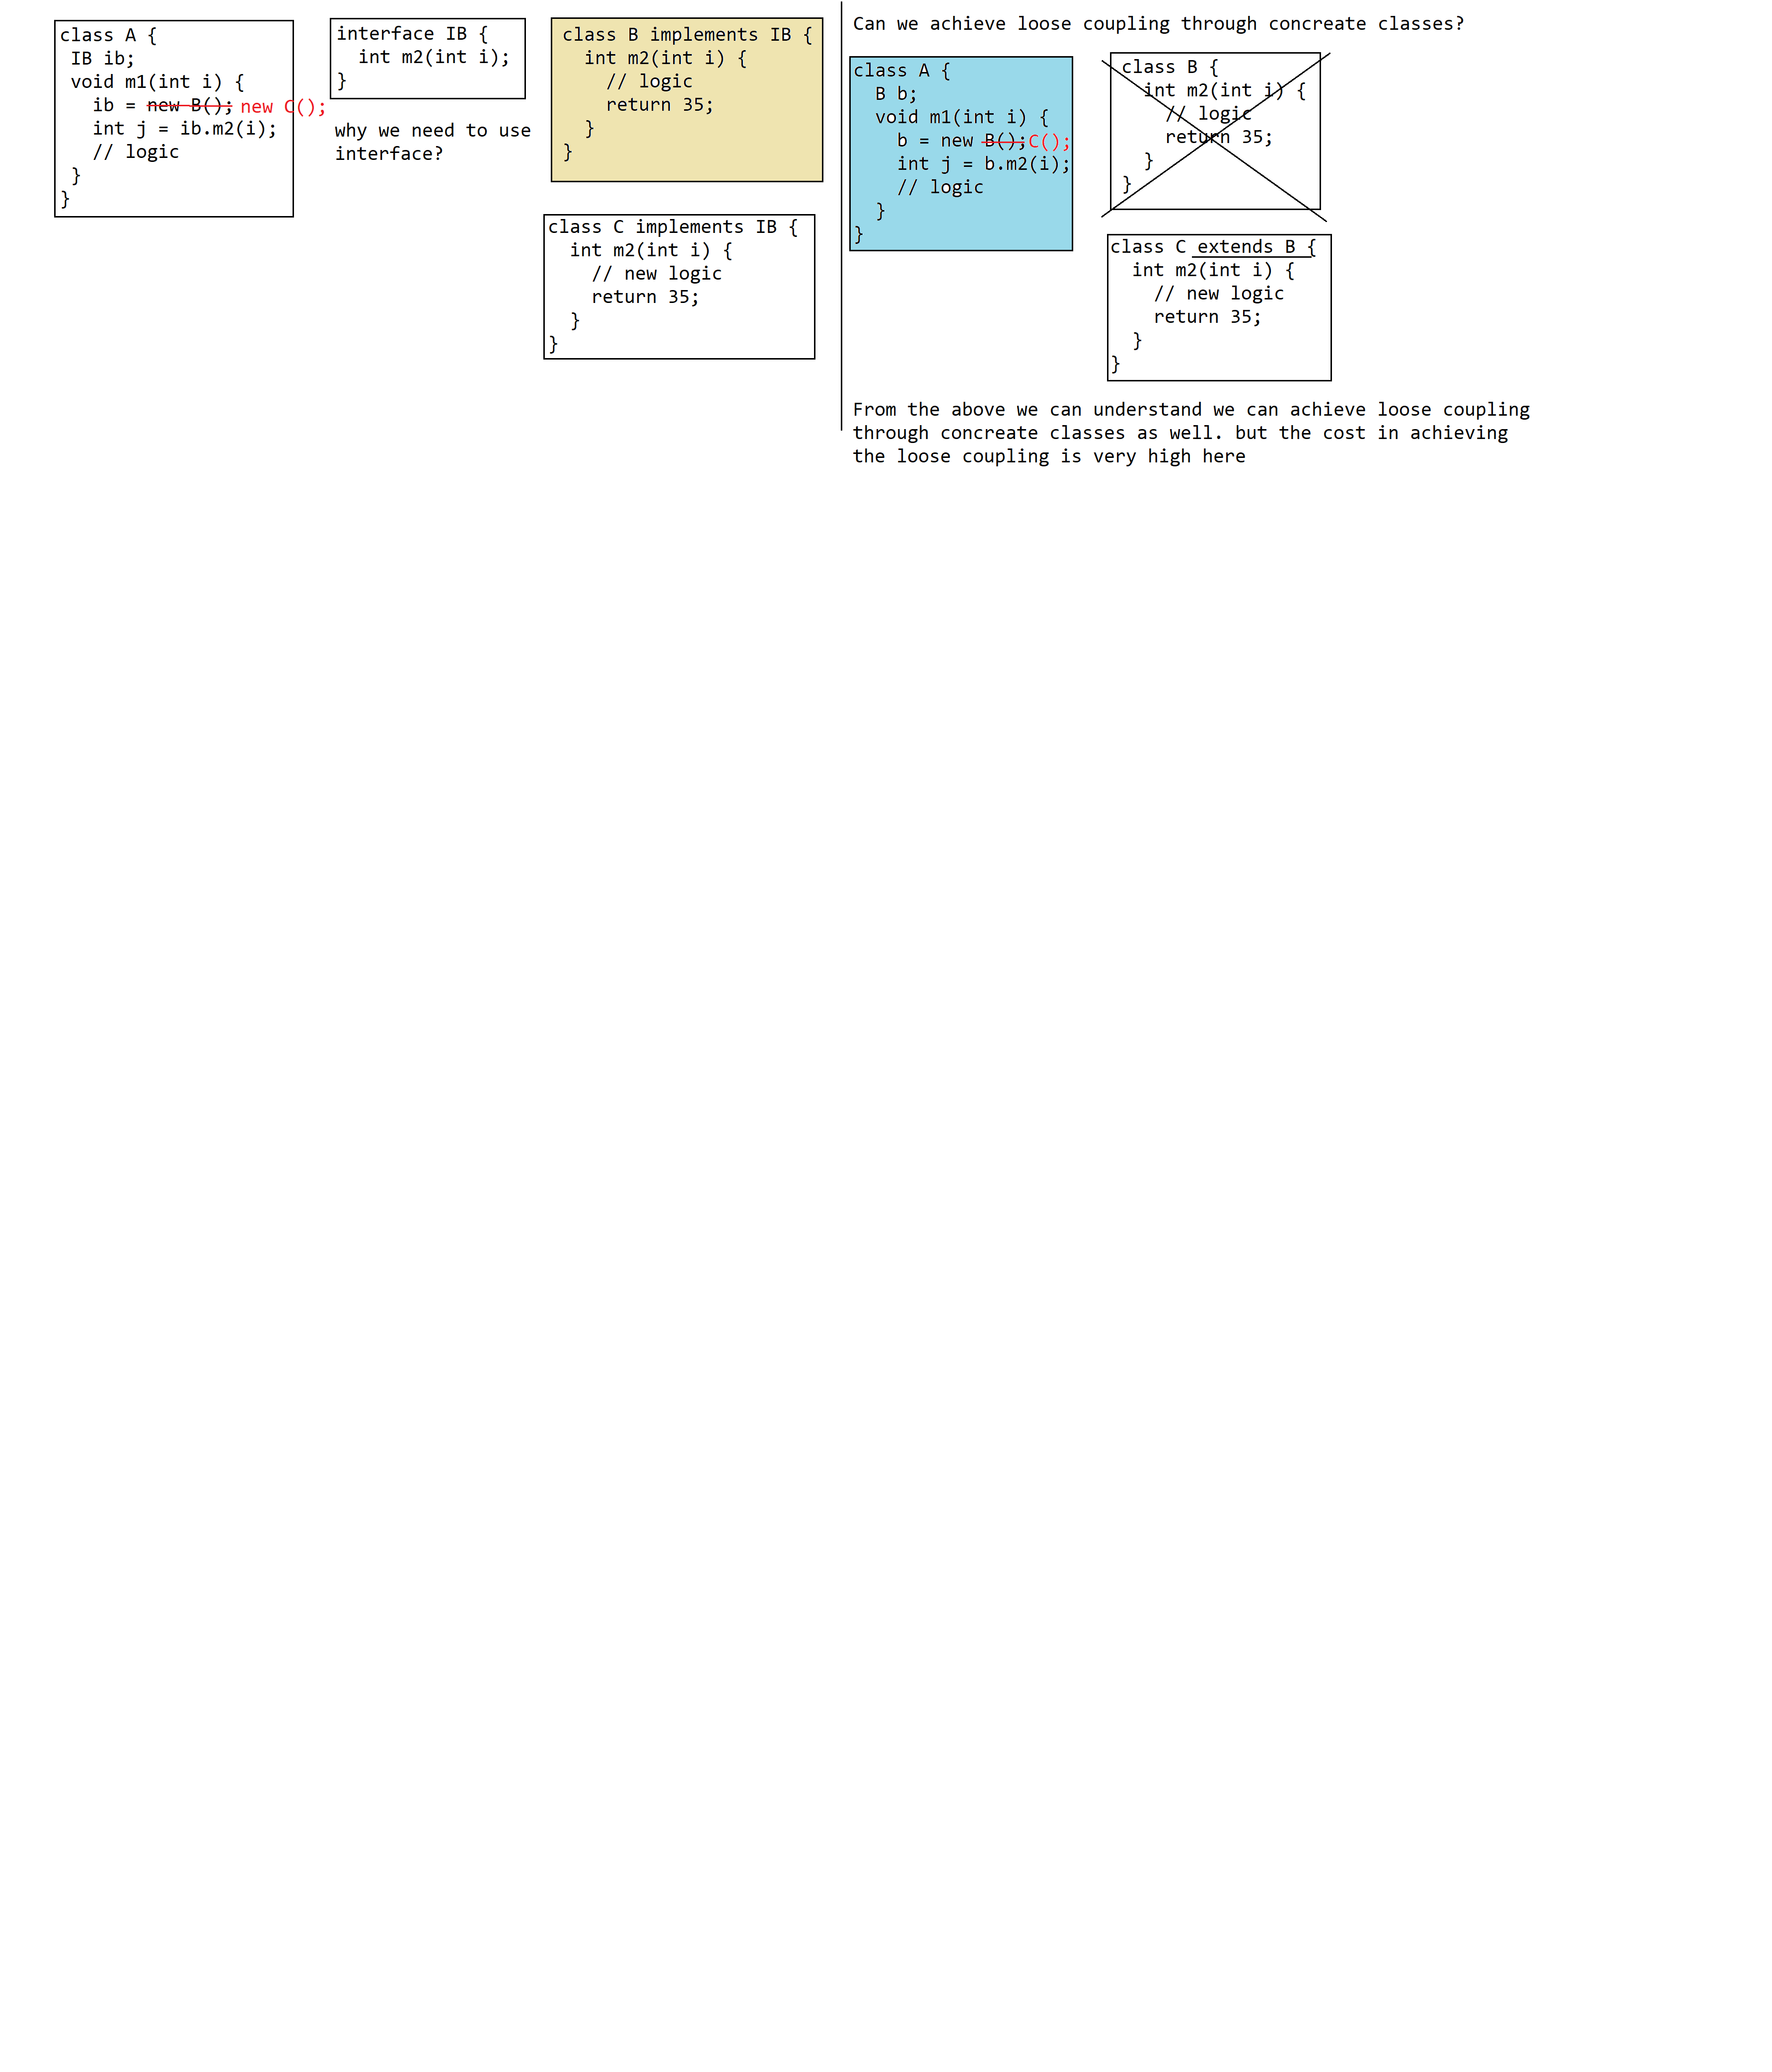 class A {
 IB ib;
 void m1(int i) {
   ib = new B(); new C();
   int j = ib.m2(i);
   // logic
 }
}
interface IB {
  int m2(int i);
}
why we need to use
interface?
class B implements IB {
  int m2(int i) {
    // logic
    return 35;
  }
}
class C implements IB {
  int m2(int i) {
    // new logic
    return 35;
  }
}
Can we achieve loose coupling through concreate classes?
class A {
  B b;
  void m1(int i) {
    b = new B(); C();
    int j = b.m2(i);
    // logic
  }
}
class B {
  int m2(int i) {
    // logic
    return 35;
  }
}
class C extends B {
  int m2(int i) {
    // new logic
    return 35;
  }
}
From the above we can understand we can achieve loose coupling
through concreate classes as well. but the cost in achieving
the loose coupling is very high here